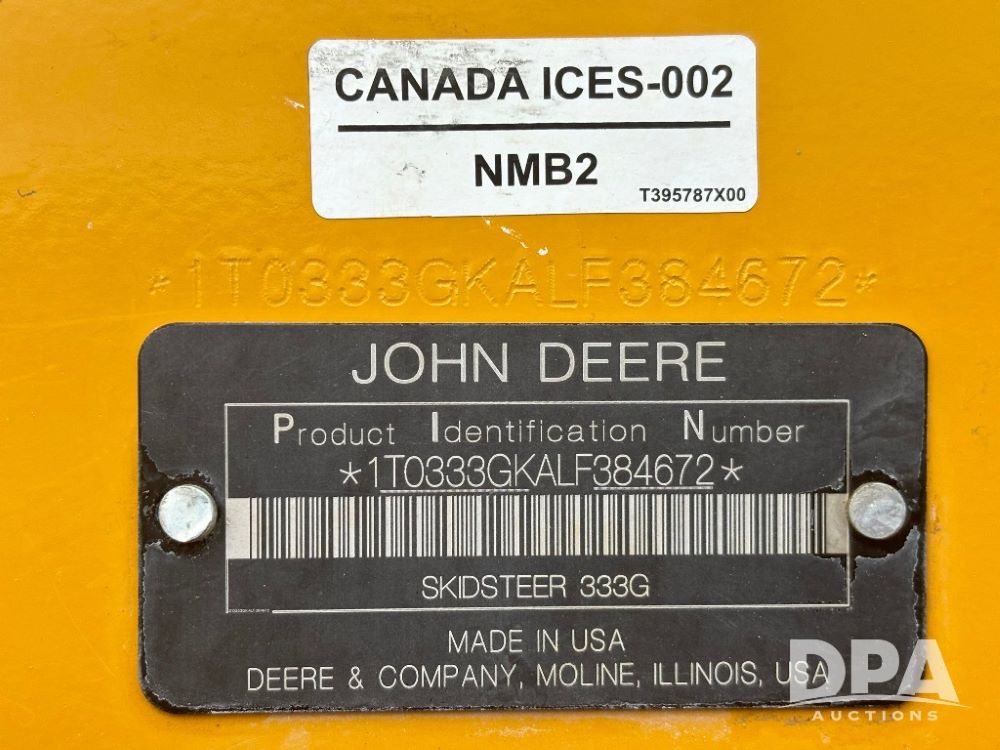 CANADA ICES-002
NMB2
T395787X00
*1T0333GKALF384672*
JOHN DEERE
Product Identification Number
*1T0333GKALF384672*
SKIDSTEER 333G
MADE IN USA
DEERE & COMPANY, MOLINE, ILLINOIS, USA
DPA
AUCTIONS